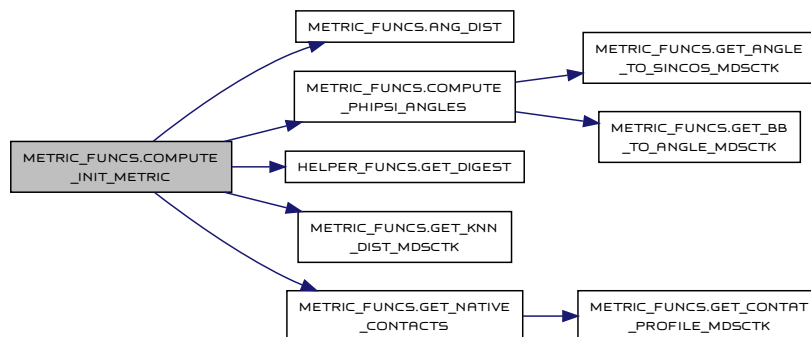 METRIC_FUNCS.COMPUTE
_INIT_METRIC
METRIC_FUNCS.ANG_DIST
METRIC_FUNCS.COMPUTE
_PHIPSI_ANGLES
HELPER_FUNCS.GET_DIGEST
METRIC_FUNCS.GET_KNN
_DIST_MDSCTK
METRIC_FUNCS.GET_NATIVE
_CONTACTS
METRIC_FUNCS.GET_ANGLE
_TO_SINCOS_MDSCTK
METRIC_FUNCS.GET_BB
_TO_ANGLE_MDSCTK
METRIC_FUNCS.GET_CONTAT
_PROFILE_MDSCTK